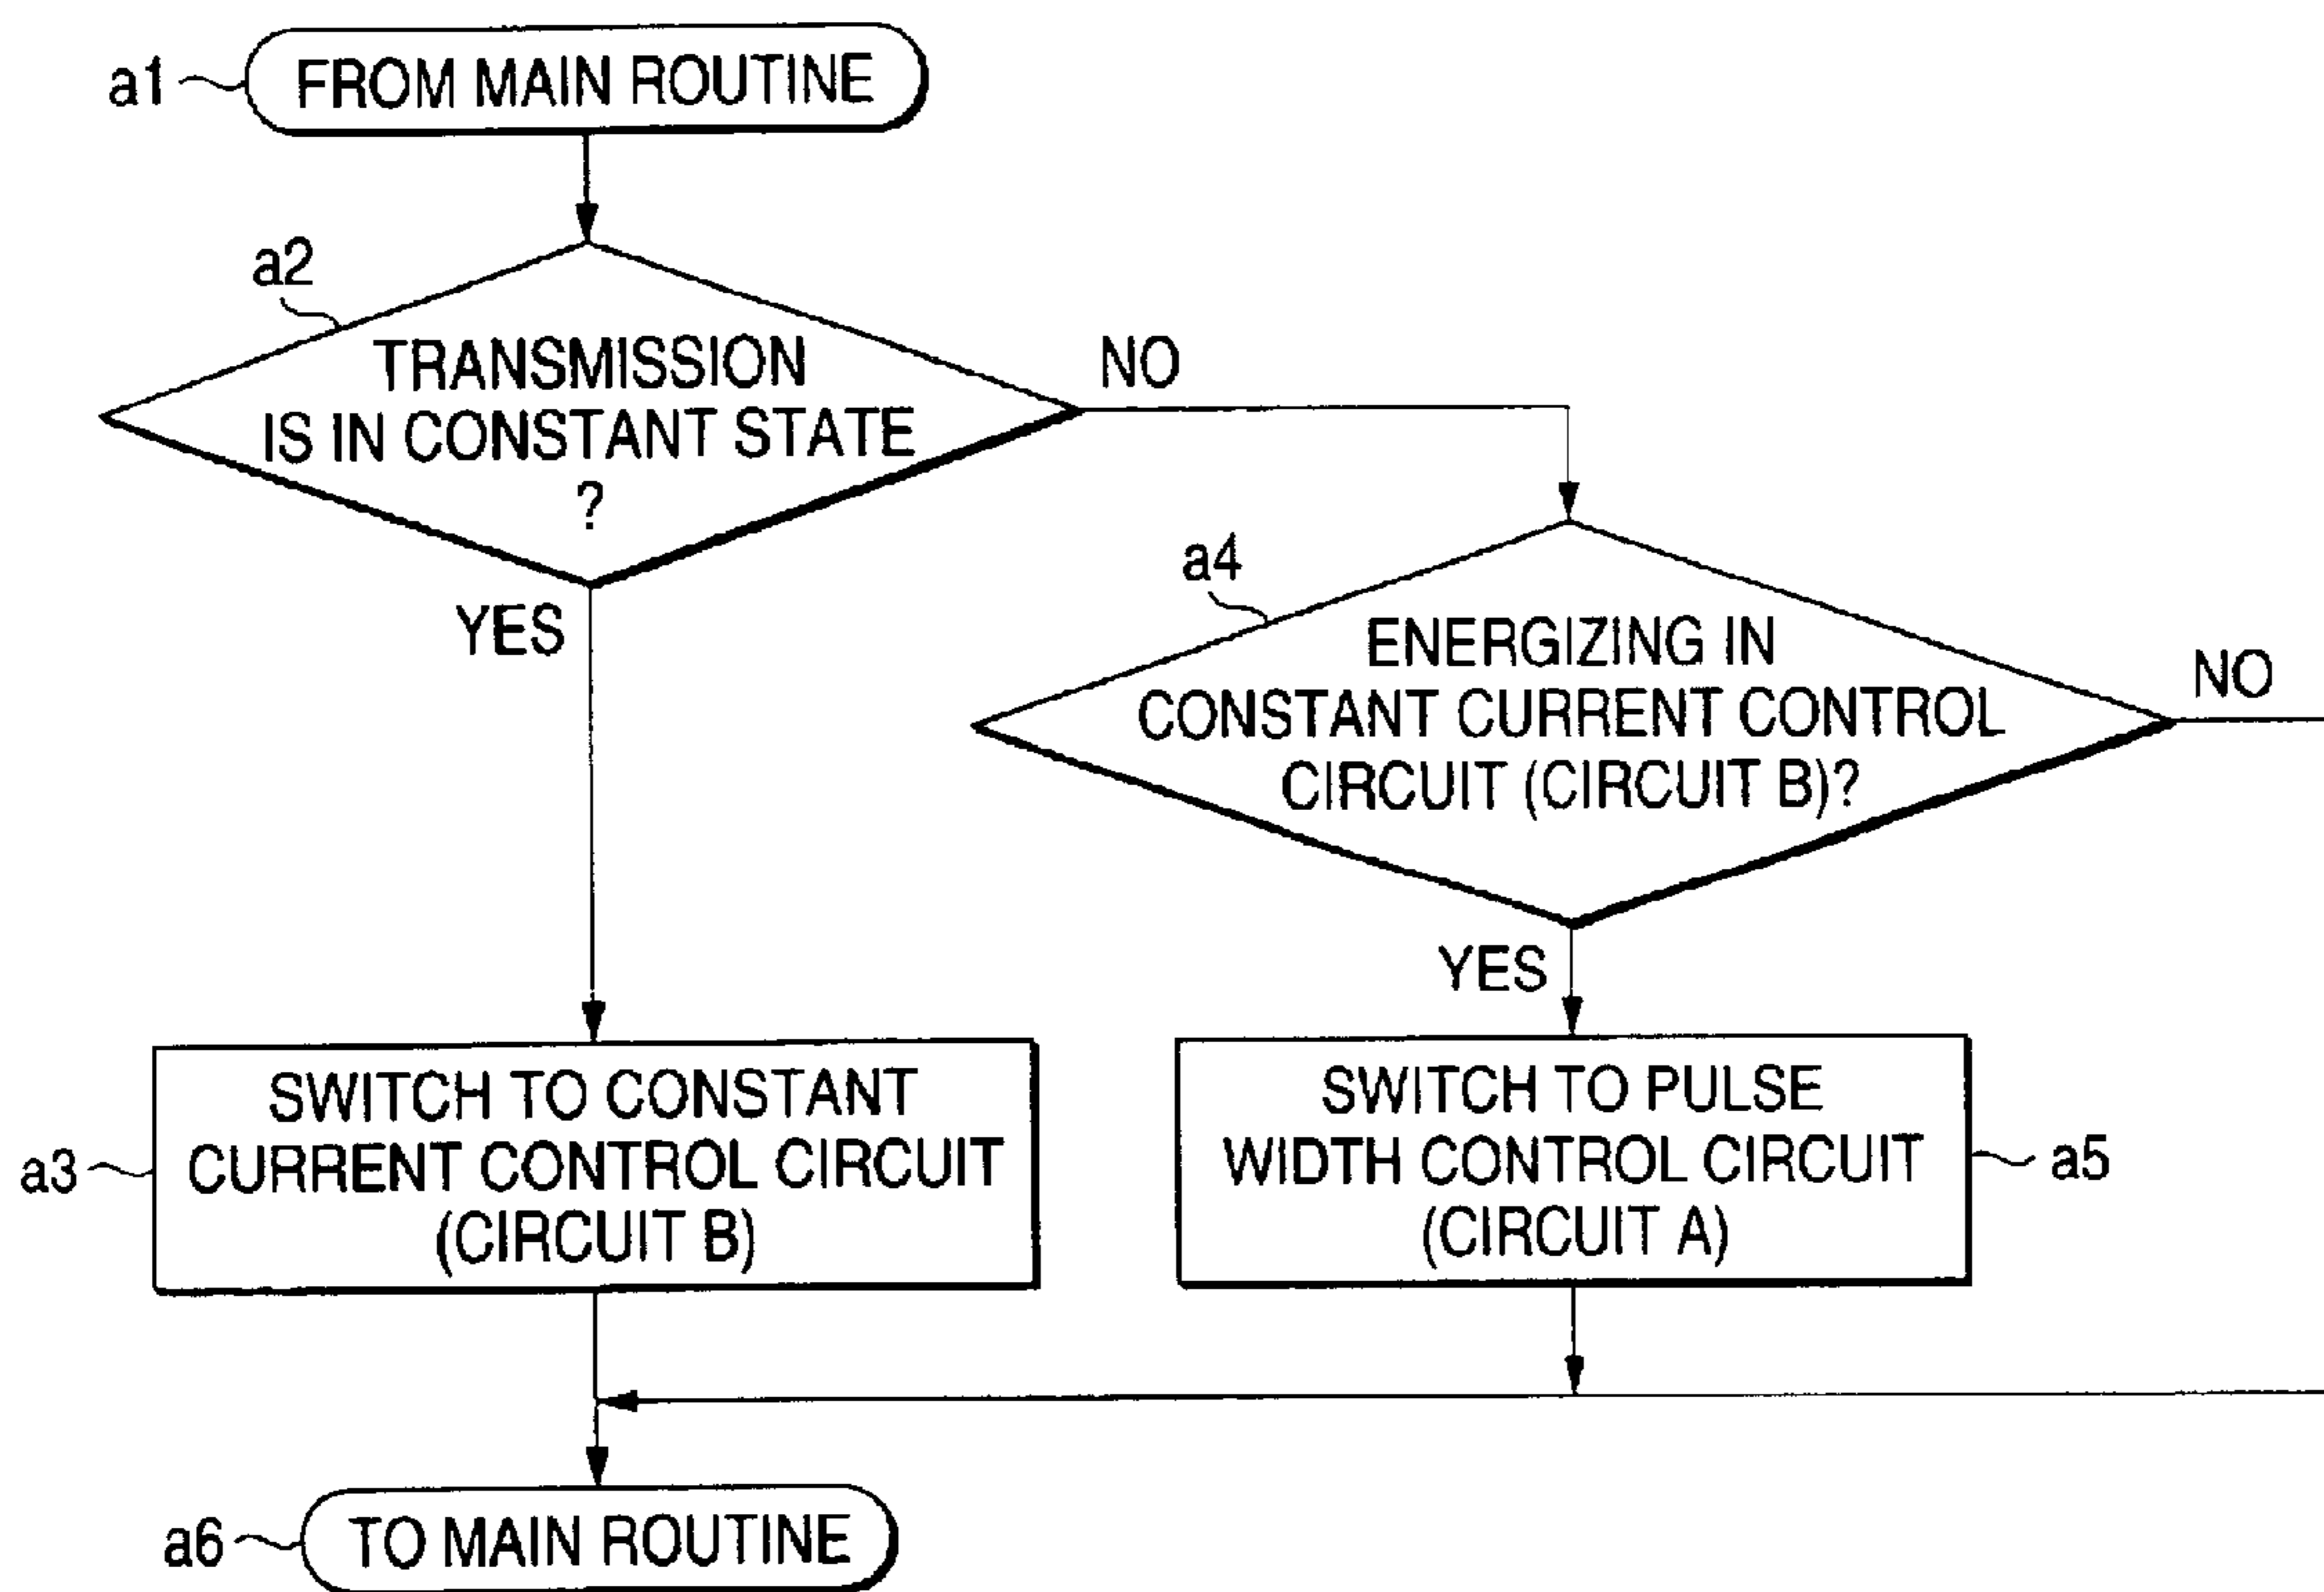 a1
FROM MAIN ROUTINE
a2
TRANSMISSION
IS IN CONSTANT STATE
?
NO
YES
a4
ENERGIZING IN
CONSTANT CURRENT CONTROL
CIRCUIT (CIRCUIT B)?
NO
YES
a3
SWITCH TO CONSTANT
CURRENT CONTROL CIRCUIT
(CIRCUIT B)
SWITCH TO PULSE
WIDTH CONTROL CIRCUIT
(CIRCUIT A)
a5
a6
TO MAIN ROUTINE